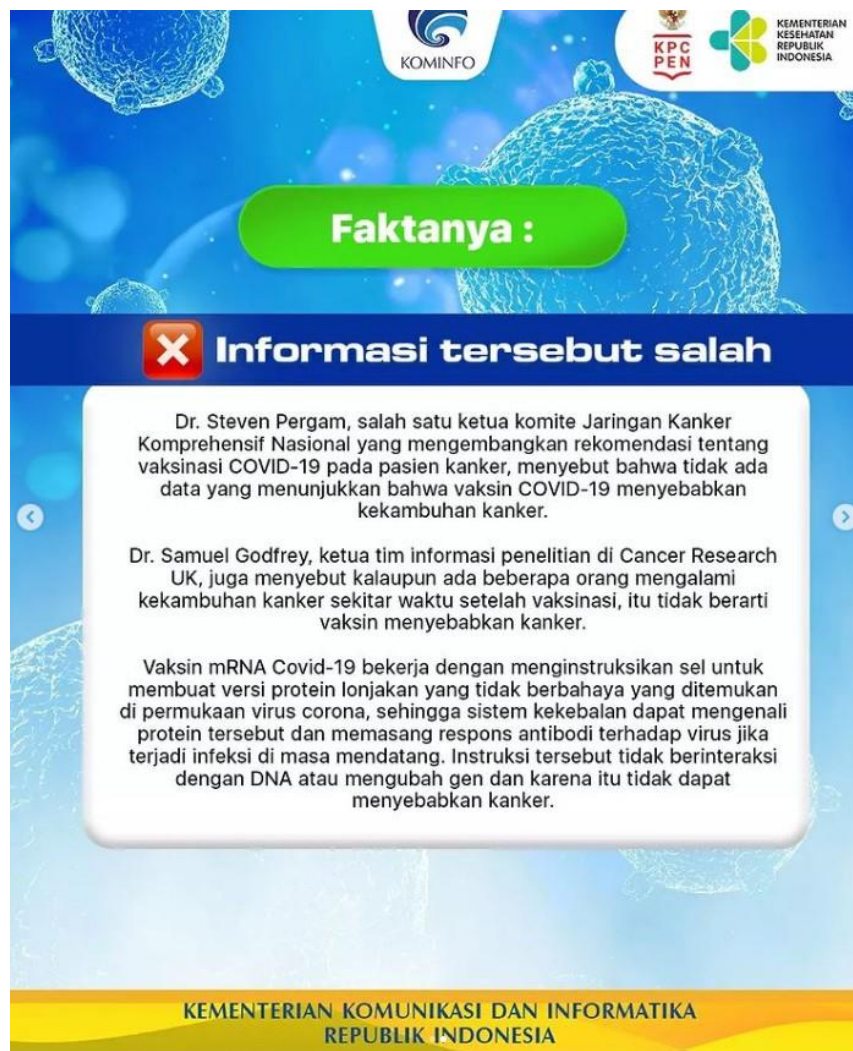 KOMINFO
KPC
PEN
KEMENTERIAN
KESEHATAN
REPUBLIK
INDONESIA
Faktanya :
Informasi tersebut salah
Dr. Steven Pergam, salah satu ketua komite Jaringan Kanker
Komprehensif Nasional yang mengembangkan rekomendasi tentang
vaksinasi COVID-19 pada pasien kanker, menyebut bahwa tidak ada
data yang menunjukkan bahwa vaksin COVID-19 menyebabkan
kekambuhan kanker.
Dr. Samuel Godfrey, ketua tim informasi penelitian di Cancer Research
UK, juga menyebut kalaupun ada beberapa orang mengalami
kekambuhan kanker sekitar waktu setelah vaksinasi, itu tidak berarti
vaksin menyebabkan kanker.
Vaksin mRNA Covid-19 bekerja dengan menginstruksikan sel untuk
membuat versi protein lonjakan yang tidak berbahaya yang ditemukan
di permukaan virus corona, sehingga sistem kekebalan dapat mengenali
protein tersebut dan memasang respons antibodi terhadap virus jika
terjadi infeksi di masa mendatang. Instruksi tersebut tidak berinteraksi
dengan DNA atau mengubah gen dan karena itu tidak dapat
menyebabkan kanker.
KEMENTERIAN KOMUNIKASI DAN INFORMATIKA
REPUBLIK INDONESIA